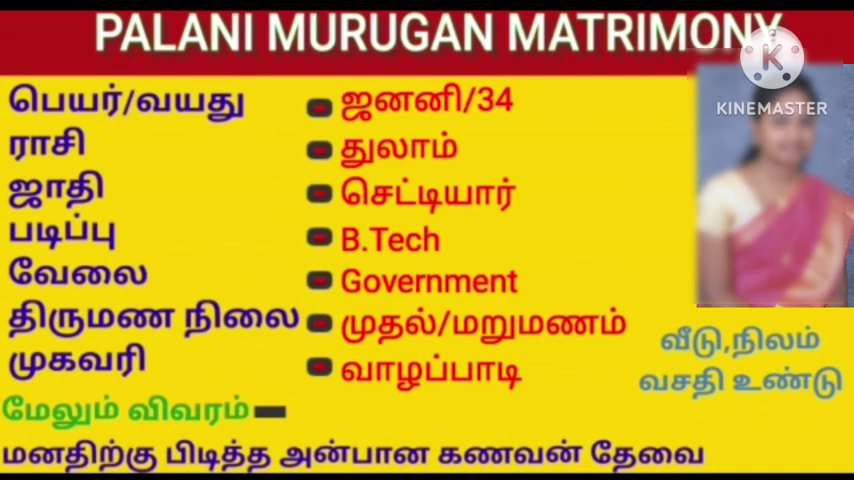 PALANI MURUGAN MATRIMONY
KINEMASTER
பெயர்/வயது - ஜனனி/34
ராசி - துலாம்
ஜாதி - செட்டியார்
படிப்பு - B.Tech
வேலை - Government
திருமண நிலை - முதல்/மறுமணம்
முகவரி - வாழப்பாடி
வீடு,நிலம்
வசதி உண்டு
மேலும் விவரம் -
மனதிற்கு பிடித்த அன்பான கணவன் தேவை